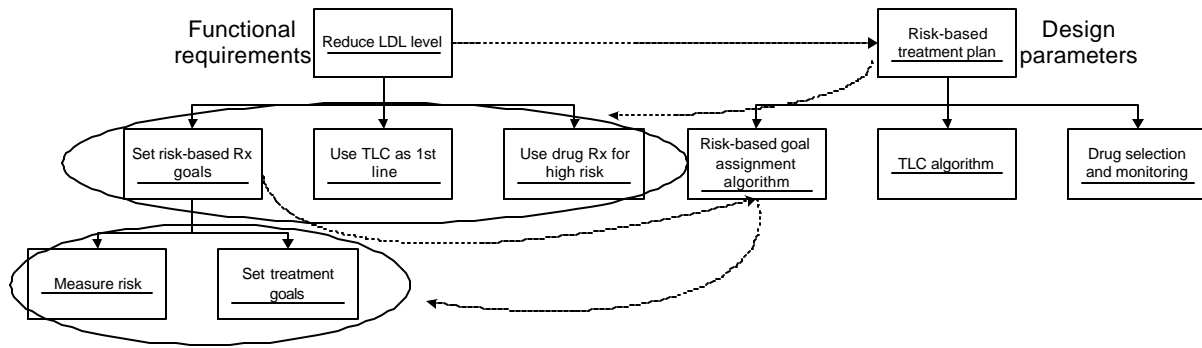 Functional
requirements
Reduce LDL level
Risk-based
treatment plan
Design
parameters
Set risk-based Rx
goals
Use TLC as 1st
line
Use drug Rx for
high risk
Risk-based goal
assignment
algorithm
TLC algorithm
Drug selection
and monitoring
Measure risk
Set treatment
goals